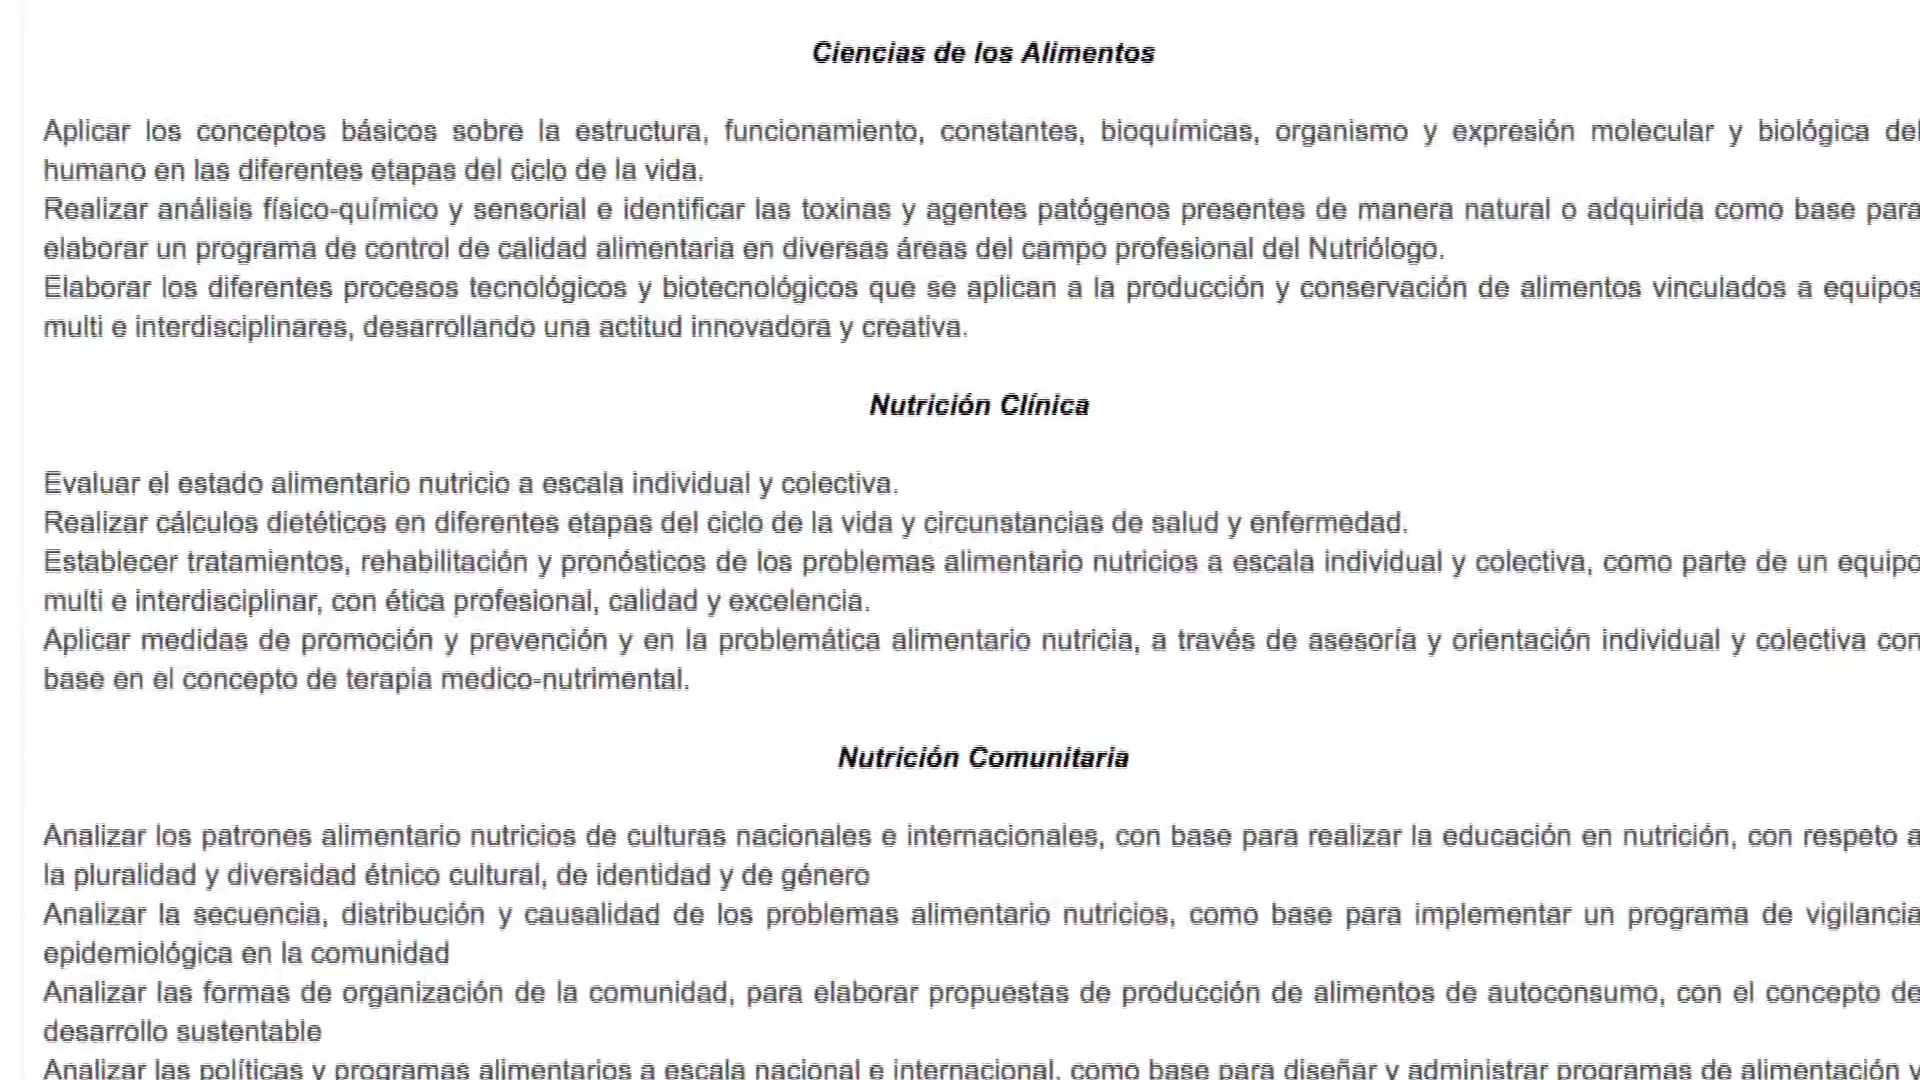 Ciencias de los Alimentos
Aplicar los conceptos básicos sobre la estructura, funcionamiento, constantes, bioquímicas, organismo y expresión molecular y biológica del
humano en las diferentes etapas del ciclo de la vida.
Realizar análisis físico-químico y sensorial e identificar las toxinas y agentes patógenos presentes de manera natural o adquirida como base para
elaborar un programa de control de calidad alimentaria en diversas áreas del campo profesional del Nutriólogo.
Elaborar los diferentes procesos tecnológicos y biotecnológicos que se aplican a la producción y conservación de alimentos vinculados a equipos
multi e interdisciplinares, desarrollando una actitud innovadora y creativa.
Nutrición Clínica
Evaluar el estado alimentario nutricio a escala individual y colectiva.
Realizar cálculos dietéticos en diferentes etapas del ciclo de la vida y circunstancias de salud y enfermedad.
Establecer tratamientos, rehabilitación y pronósticos de los problemas alimentario nutricios a escala individual y colectiva, como parte de un equipo
multi e interdisciplinar, con ética profesional, calidad y excelencia.
Aplicar medidas de promoción y prevención y en la problemática alimentario nutricia, a través de asesoría y orientación individual y colectiva con
base en el concepto de terapia medico-nutrimental.
Nutrición Comunitaria
Analizar los patrones alimentario nutricios de culturas nacionales e internacionales, con base para realizar la educación en nutrición, con respeto a
la pluralidad y diversidad étnico cultural, de identidad y de género
Analizar la secuencia, distribución y causalidad de los problemas alimentario nutricios, como base para implementar un programa de vigilancia
epidemiológica en la comunidad
Analizar las formas de organización de la comunidad, para elaborar propuestas de producción de alimentos de autoconsumo, con el concepto de
desarrollo sustentable
Analizar las políticas y programas alimentarios a escala nacional e internacional, como base para diseñar y administrar programas de alimentación y